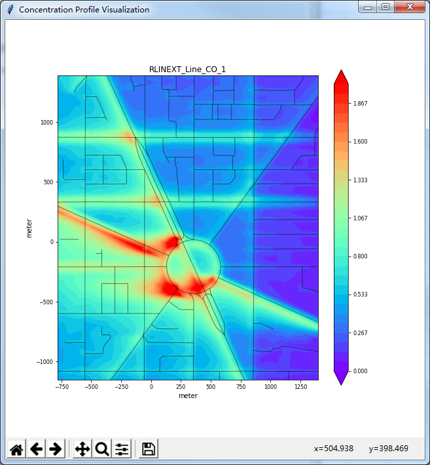 Concentration Profile Visualization
RLINEXT_Line_CO_1
1000
500
0
−500
−1000
meter
−750 −500 −250 0 250 500 750 1000 1250
meter
1.867
1.600
1.333
1.067
0.800
0.533
0.267
0.000
x=504.938 y=398.469